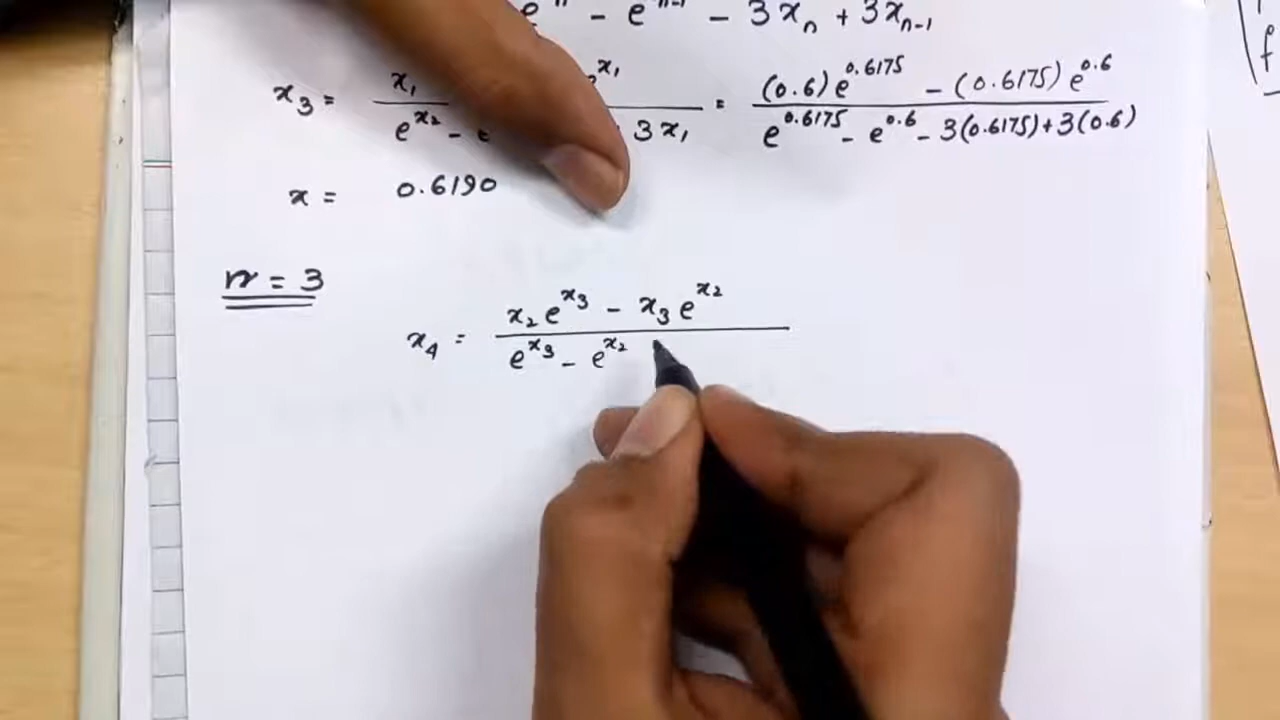 e^n - e^{n-1} - 3x_n + 3x_{n-1}
x_3 = x_1 x_1 / e^{x_2} - 3x_1 = (0.6)e^{0.6175} - (0.6175)e^{0.6} / e^{0.6175} - e^{0.6} - 3(0.6175)+3(0.6)
x = 0.6190
n = 3
x_4 = x_2 e^{x_3} - x_3 e^{x_2} / e^{x_3} - e^{x_2}